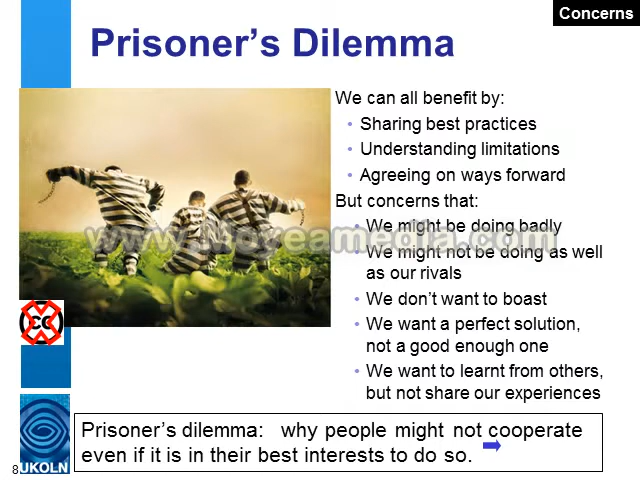 Concerns
Prisoner’s Dilemma
We can all benefit by:
• Sharing best practices
• Understanding limitations
• Agreeing on ways forward
But concerns that:
• We might be doing badly
• We might not be doing as well
as our rivals
• We don’t want to boast
• We want a perfect solution,
not a good enough one
• We want to learnt from others,
but not share our experiences
www.Moveamedia.com
cc
Prisoner’s dilemma: why people might not cooperate
even if it is in their best interests to do so.
8
UKOLN